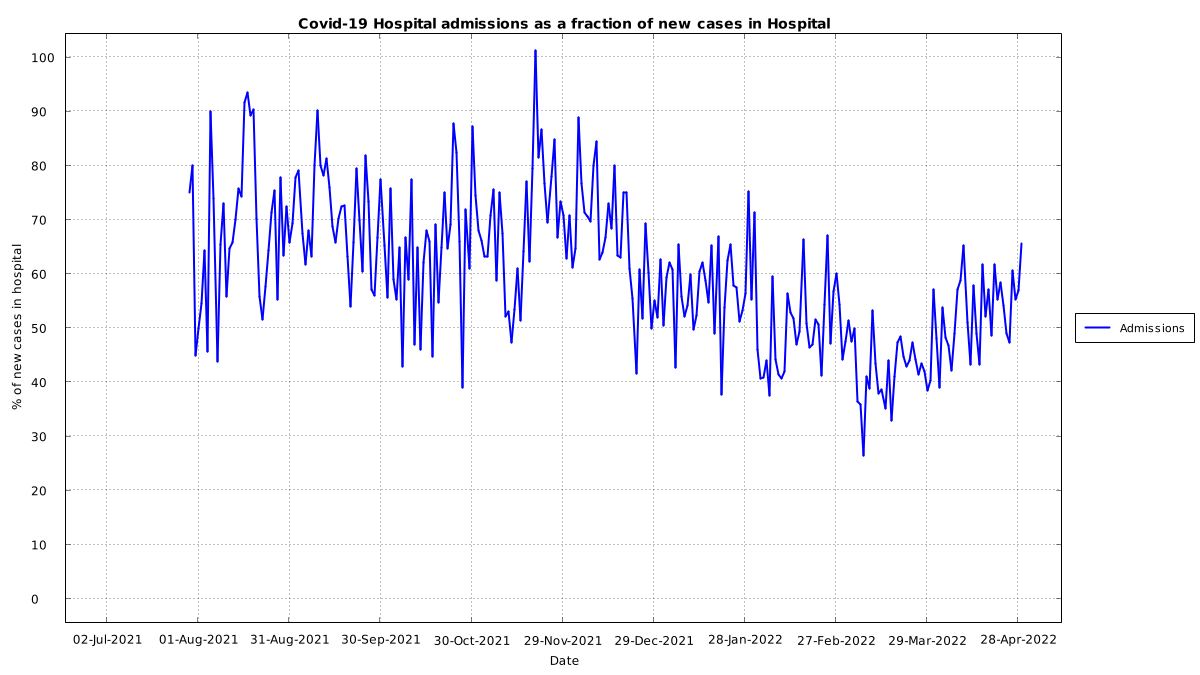 Covid-19 Hospital admissions as a fraction of new cases in Hospital
100
90
80
70
60
50
40
30
20
10
0
% of new cases in hospital
02-Jul-2021 01-Aug-2021 31-Aug-2021 30-Sep-2021 30-Oct-2021 29-Nov-2021 29-Dec-2021 28-Jan-2022 27-Feb-2022 29-Mar-2022 28-Apr-2022
Date
Admissions